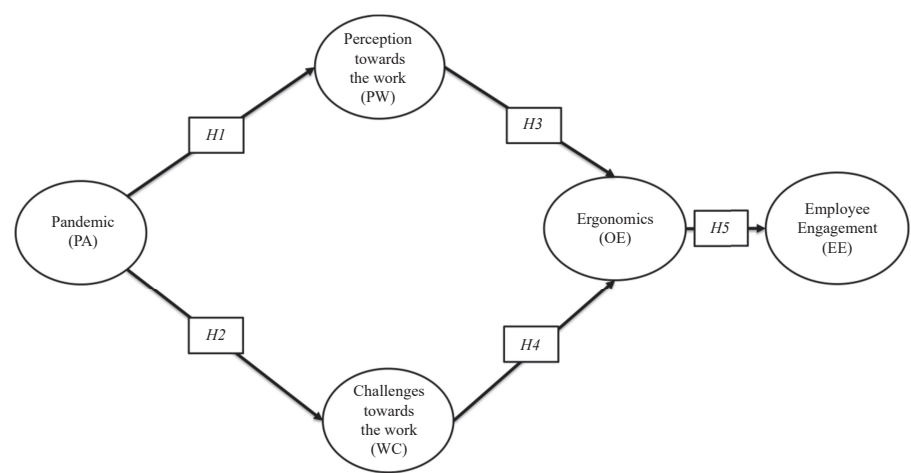 Perception
towards
the work
(PW)
H1
H3
Pandemic
(PA)
Ergonomics
(OE)
H5
Employee
Engagement
(EE)
H2
H4
Challenges
towards
the work
(WC)